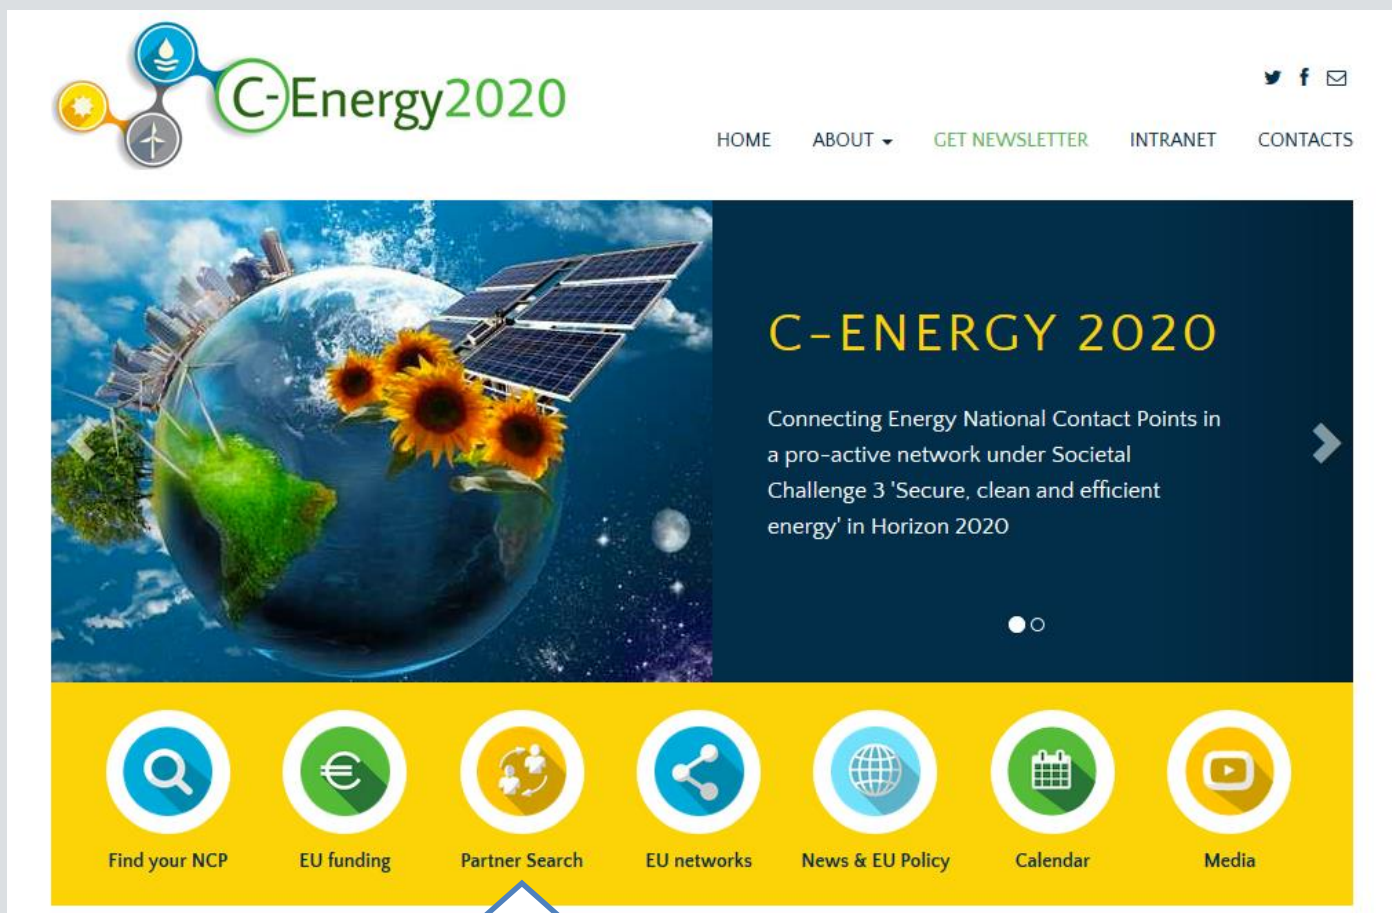 C-Energy2020
HOME ABOUT GET NEWSLETTER INTRANET CONTACTS
C-ENERGY 2020
Connecting Energy National Contact Points in
a pro-active network under Societal
Challenge 3 'Secure, clean and efficient
energy' in Horizon 2020
Find your NCP EU funding Partner Search EU networks News & EU Policy Calendar Media